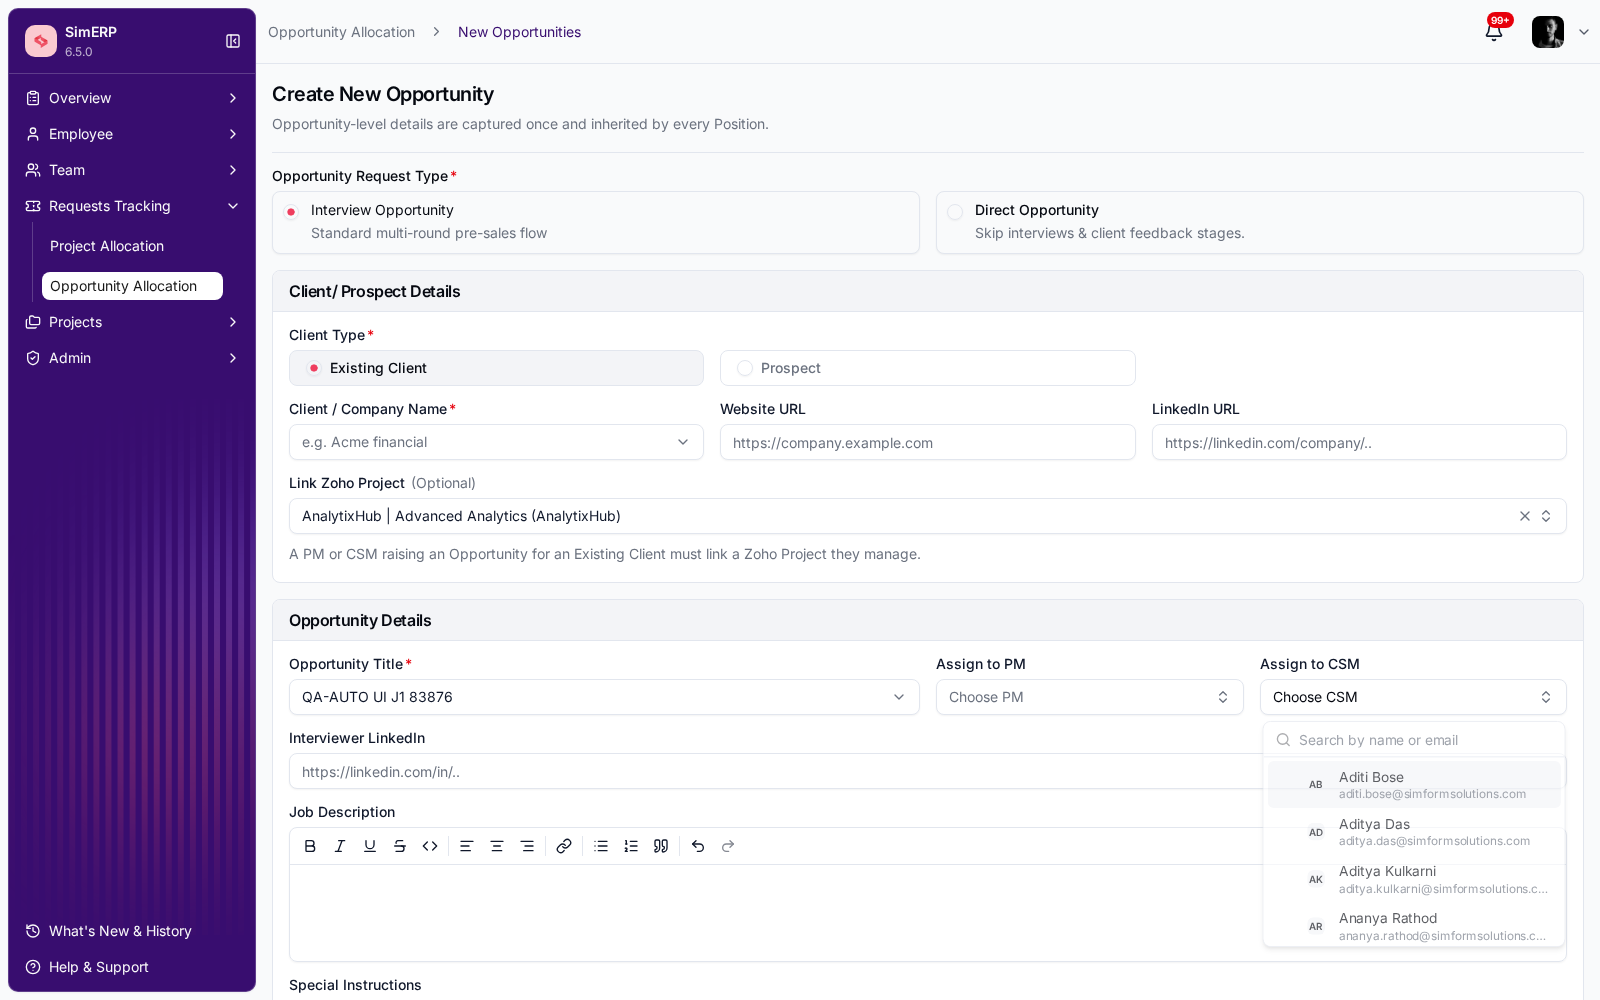 SimERP
6.5.0
Overview
Employee
Team
Requests Tracking
Project Allocation
Opportunity Allocation
Projects
Admin
What's New & History
Help & Support
Opportunity Allocation
New Opportunities
99+
Create New Opportunity
Opportunity-level details are captured once and inherited by every Position.
Opportunity Request Type*
Interview Opportunity
Standard multi-round pre-sales flow
Direct Opportunity
Skip interviews & client feedback stages.
Client/ Prospect Details
Client Type*
Existing Client
Prospect
Client / Company Name*
Website URL
LinkedIn URL
e.g. Acme financial
https://company.example.com
https://linkedin.com/company/..
Link Zoho Project (Optional)
AnalytixHub | Advanced Analytics (AnalytixHub)
A PM or CSM raising an Opportunity for an Existing Client must link a Zoho Project they manage.
Opportunity Details
Opportunity Title*
Assign to PM
Assign to CSM
QA-AUTO UI J1 83876
Choose PM
Choose CSM
Interviewer LinkedIn
https://linkedin.com/in/..
Search by name or email
AB
Aditi Bose
aditi.bose@simformsolutions.com
AD
Aditya Das
aditya.das@simformsolutions.com
AK
Aditya Kulkarni
aditya.kulkarni@simformsolutions.c...
AR
Ananya Rathod
ananya.rathod@simformsolutions.c...
Job Description
Special Instructions